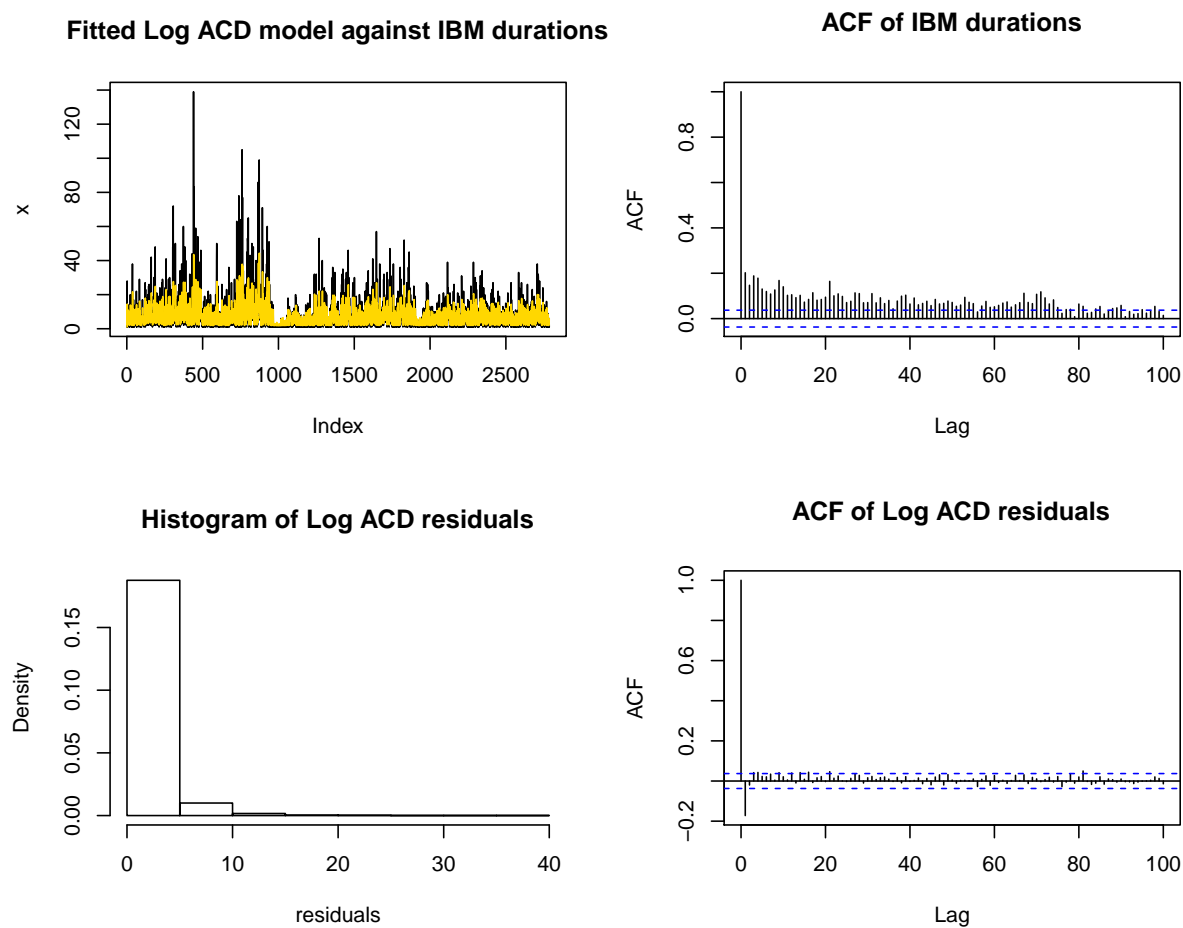 Fitted Log ACD model against IBM durations
x
0 40 80 120
0 500 1000 1500 2000 2500
Index
ACF of IBM durations
ACF
0.0 0.4 0.8
0 20 40 60 80 100
Lag
Histogram of Log ACD residuals
Density
0.00 0.05 0.10 0.15
0 10 20 30 40
residuals
ACF of Log ACD residuals
ACF
−0.2 0.2 0.6 1.0
0 20 40 60 80 100
Lag